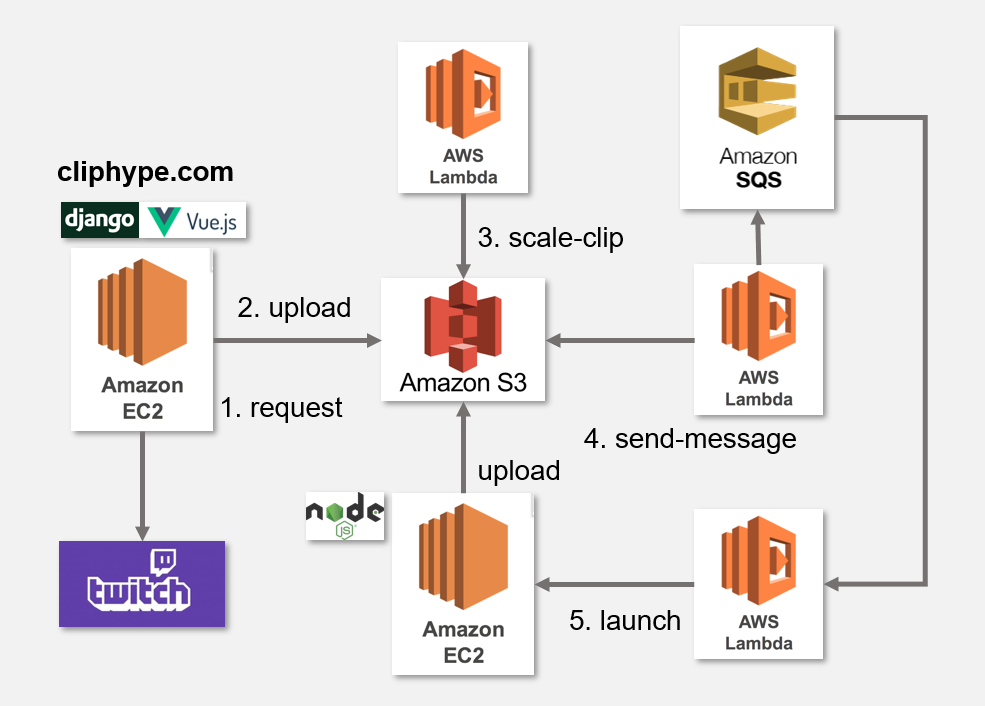 cliphype.com
django
Vue.js
Amazon
EC2
1. request
twitch
2. upload
AWS
Lambda
3. scale-clip
Amazon S3
upload
node
JS
Amazon
EC2
Amazon
SQS
AWS
Lambda
4. send-message
AWS
Lambda
5. launch